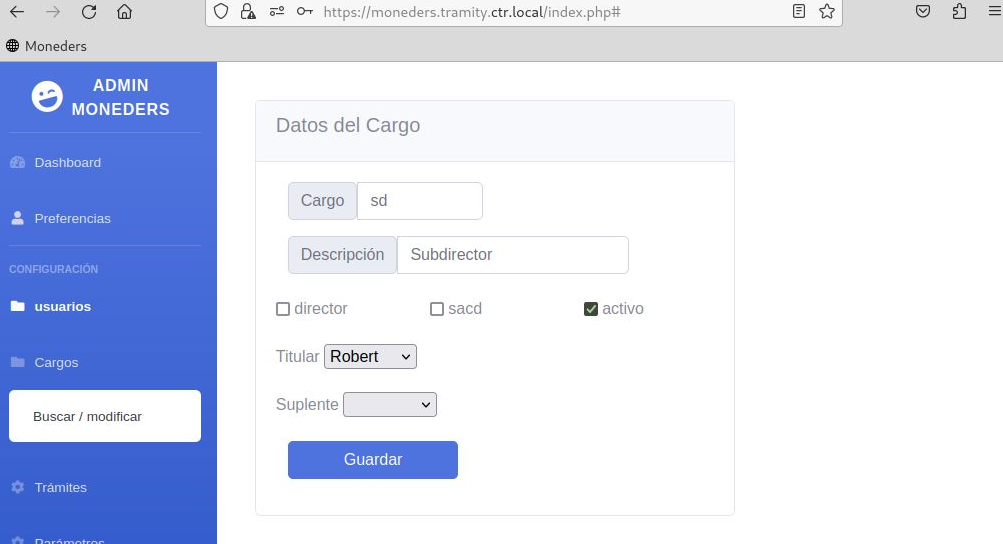 https://moneders.tramity.ctr.local/index.php#
Moneders
ADMIN
MONEDERS
Dashboard
Preferencias
CONFIGURACIÓN
usuarios
Cargos
Buscar / modificar
Trámites
Parámetros
Datos del Cargo
Cargo sd
Descripción Subdirector
director sacd activo
Titular Robert
Suplente
Guardar